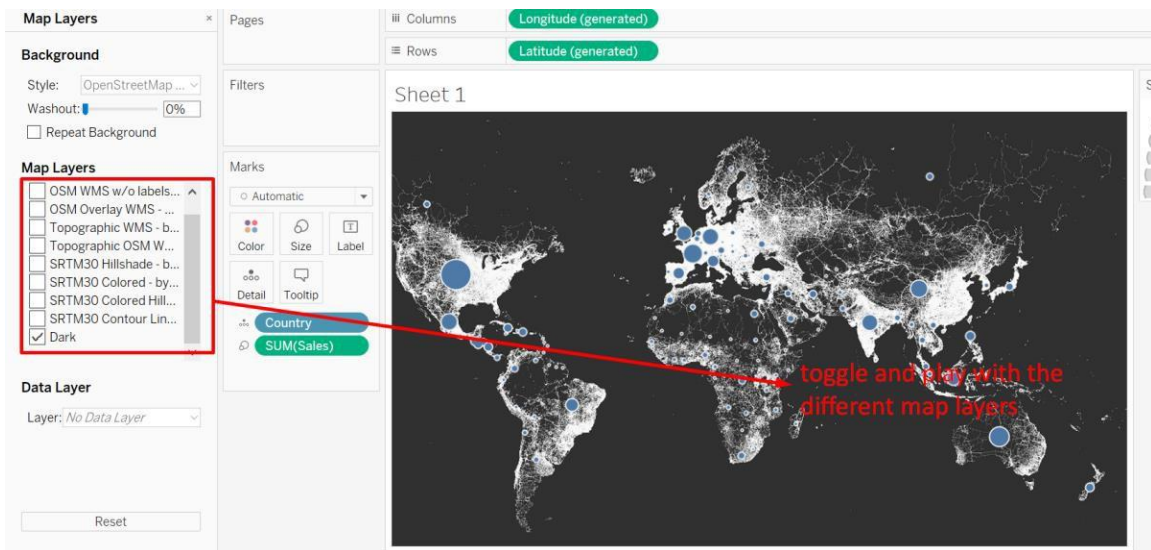 Map Layers ×
Background
Style: OpenStreetMap ...
Washout: 0%
Repeat Background
Map Layers
OSM WMS w/o labels...
OSM Overlay WMS - ...
Topographic WMS - b...
Topographic OSM W...
SRTM30 Hillshade - b...
SRTM30 Colored - by...
SRTM30 Colored Hill...
SRTM30 Contour Lin...
Dark
Data Layer
Layer: No Data Layer
Reset
Pages
Filters
Marks
Automatic
Color Size Label
Detail Tooltip
Country
SUM(Sales)
Columns Longitude (generated)
Rows Latitude (generated)
Sheet 1
toggle and play with the
different map layers
S